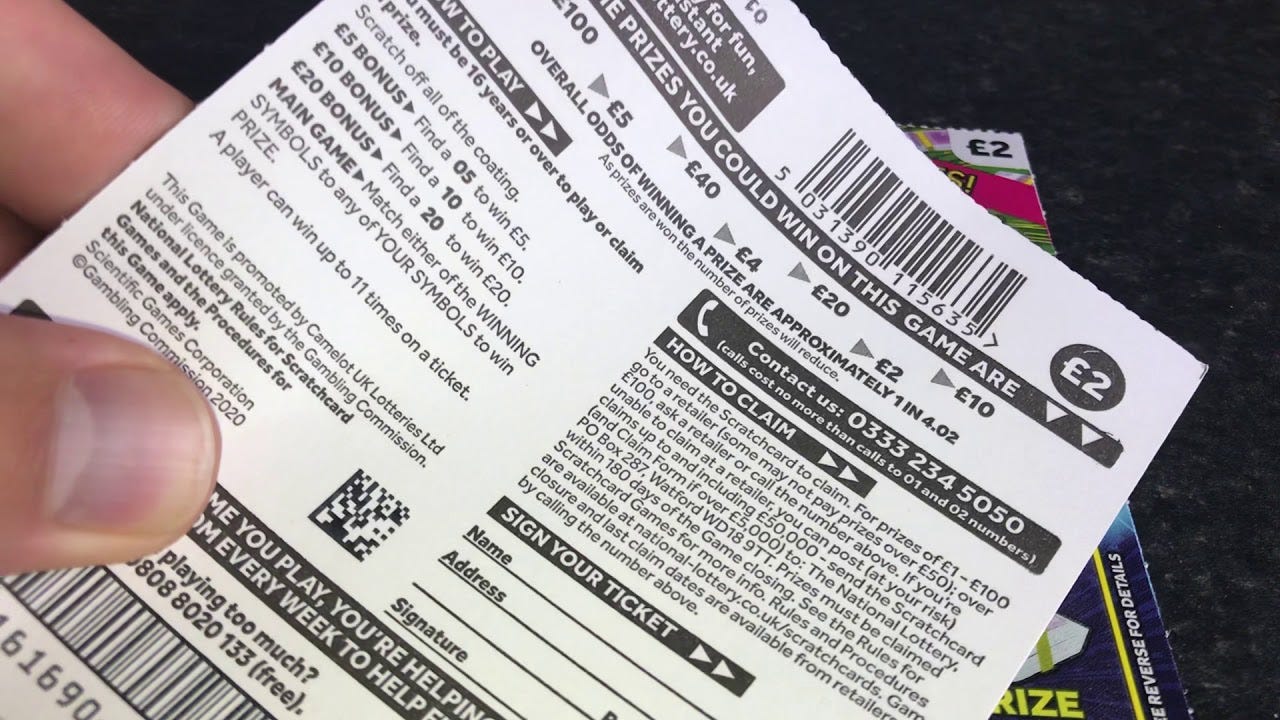 for fun,
stant
ttery.co.uk
5 03139 115635
£2
E PRIZES YOU COULD WIN ON THIS GAME ARE
£100
£5
£40
£4
£20
£2
£10
OVERALL ODDS OF WINNING A PRIZE ARE APPROXIMATELY 1 IN 4.02
As prizes are won the number of prizes will reduce.
Contact us: 0333 234 5050
(calls cost no more than calls to 01 and 02 numbers)
HOW TO CLAIM
You need the Scratchcard to claim. For prizes of £1 - £100
go to a retailer (some may not pay prizes over £50); over
£100, ask a retailer or call the number above. If you're
unable to claim at a retailer, you can post (at your risk)
claims up to and including £50,000 - send the Scratchcard
(and Claim Form if over £5,000) to: The National Lottery,
PO Box 287, Watford WD18 9TT. Prizes must be claimed
within 180 days of the Game closing. See the Rules for
Scratchcard Games for more info. Rules and Procedures
are available at national-lottery.co.uk/scratchcards. Game
closure and last claim dates are available from retailers
by calling the number above.
SIGN YOUR TICKET
Name
Address
Signature
W TO PLAY
u must be 16 years or over to play or claim
prize.
Scratch off all of the coating.
£5 BONUS Find a 05 to win £5.
£10 BONUS Find a 10 to win £10.
£20 BONUS Find a 20 to win £20.
MAIN GAME Match either of the WINNING
SYMBOLS to any of YOUR SYMBOLS to win
PRIZE.
A player can win up to 11 times on a ticket.
This Game is promoted by Camelot UK Lotteries Ltd
under licence granted by the Gambling Commission.
National Lottery Rules for Scratchcard
Games and the Procedures for
this Game apply.
Scientific Games Corporation
©Gambling Commission 2020
ME YOU PLAY, YOU'RE HELPING
OM EVERY WEEK TO HELP
playing too much?
0808 8020 133 (free).
161690
£2
S!
RIZE
E REVERSE FOR DETAILS